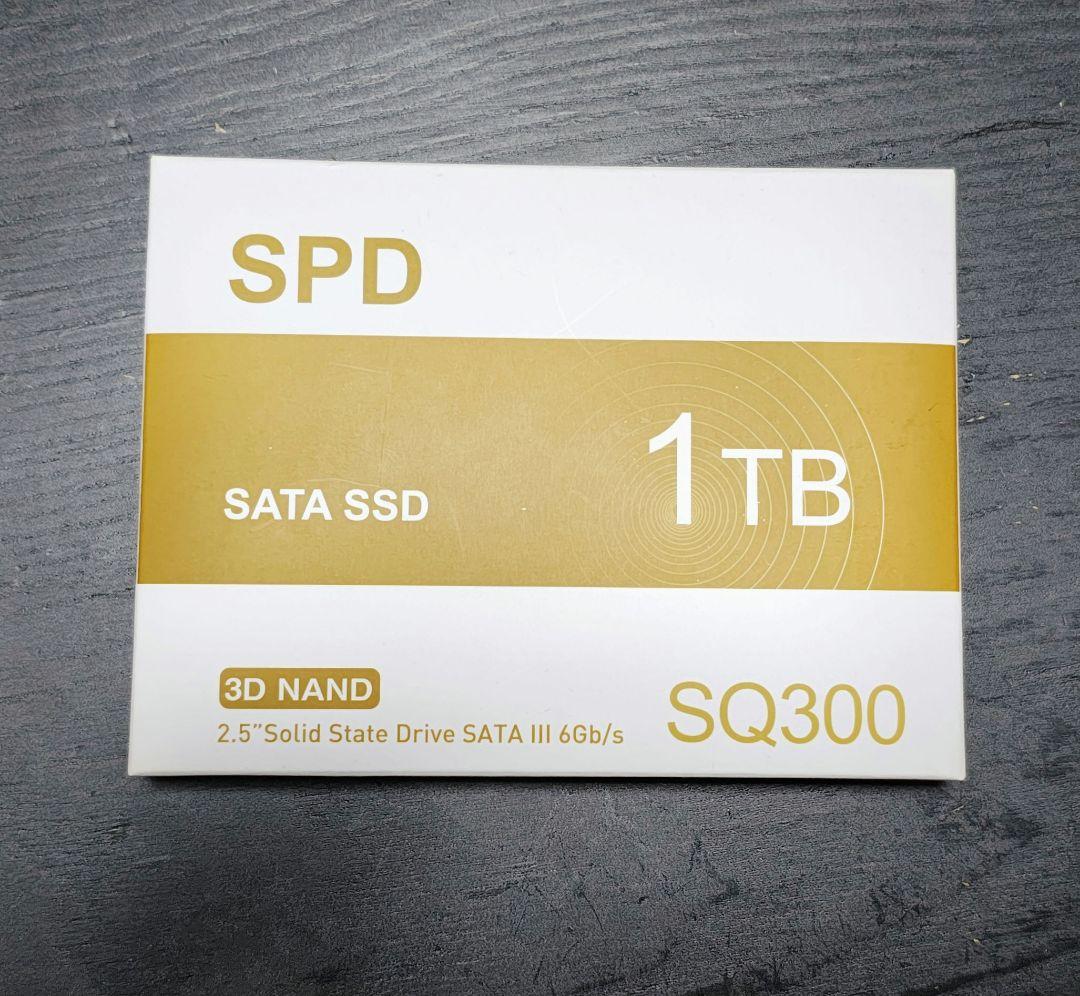 SPD
SATA SSD
1TB
3D NAND
2.5”Solid State Drive SATA III 6Gb/s
SQ300